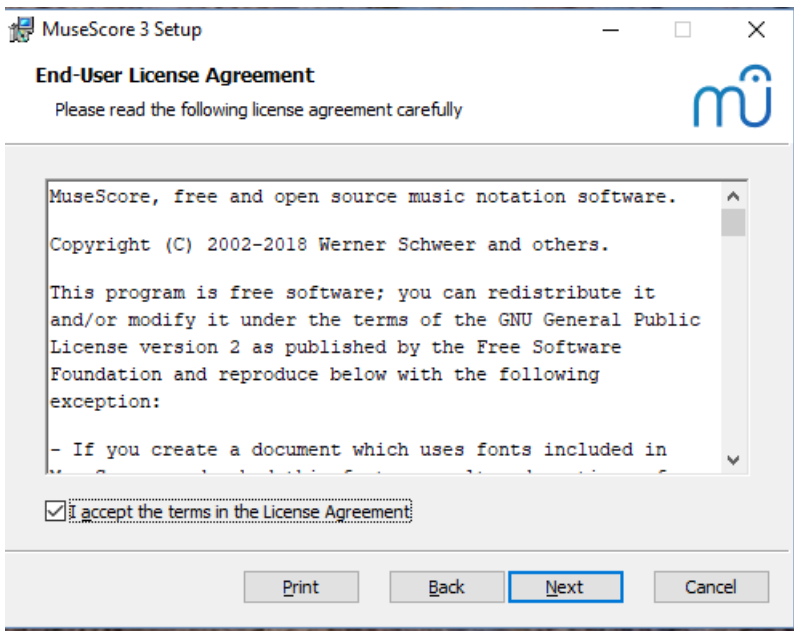 MuseScore 3 Setup
End-User License Agreement
Please read the following license agreement carefully
MuseScore, free and open source music notation software.
Copyright (C) 2002-2018 Werner Schweer and others.
This program is free software; you can redistribute it
and/or modify it under the terms of the GNU General Public
License version 2 as published by the Free Software
Foundation and reproduce below with the following
exception:
- If you create a document which uses fonts included in
I accept the terms in the License Agreement
Print
Back
Next
Cancel